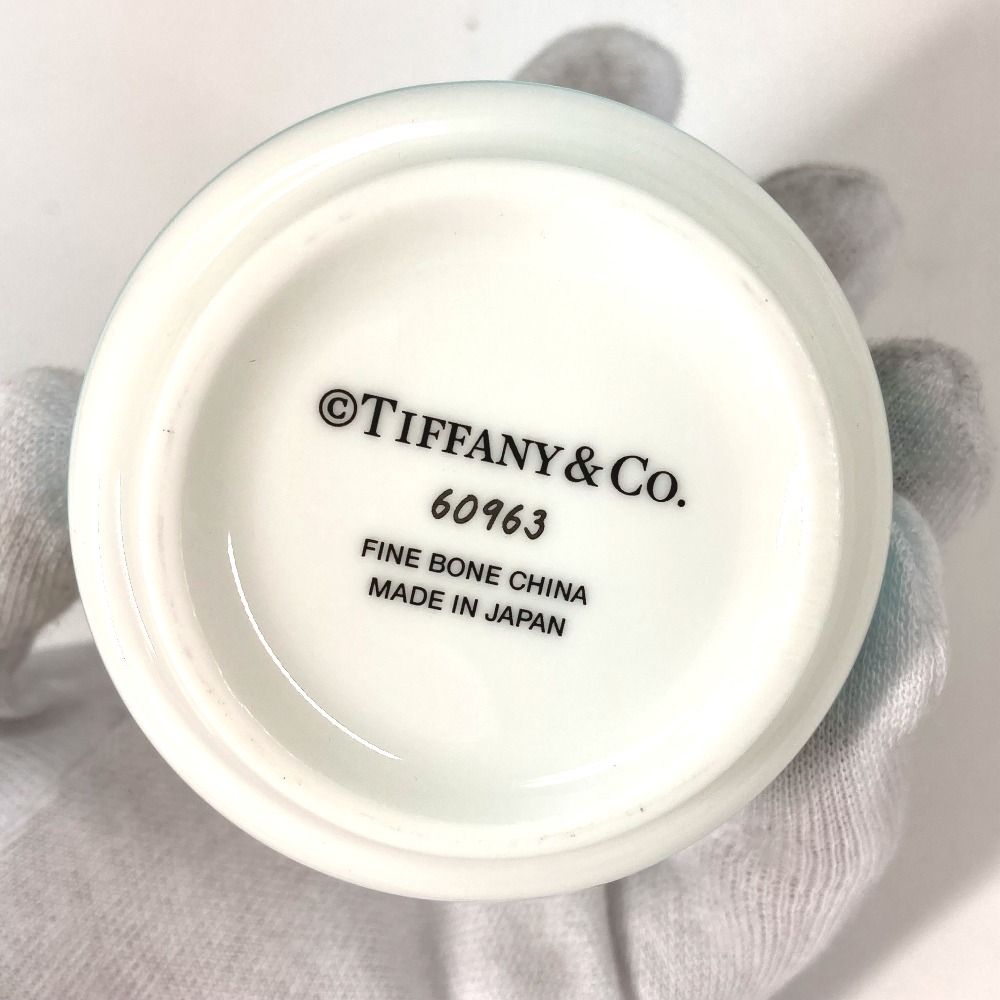 ©TIFFANY & CO.
60963
FINE BONE CHINA
MADE IN JAPAN